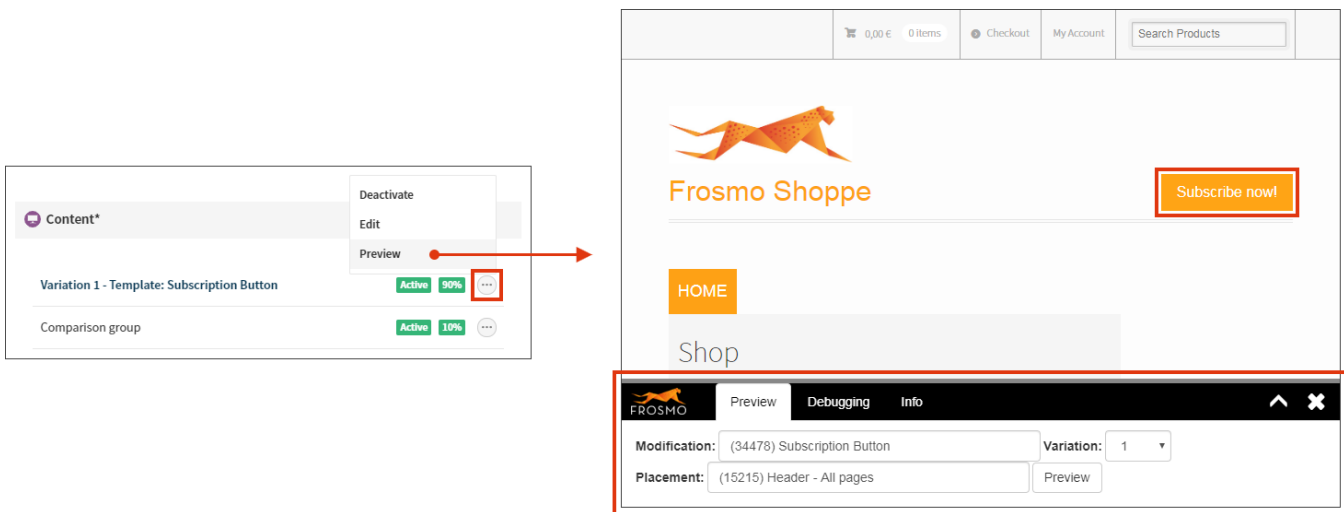 Deactivate
Content*
Edit
Preview
Variation 1 - Template: Subscription Button Active 90%
Comparison group Active 10%
0,00 € 0 items Checkout My Account Search Products
Frosmo Shoppe
Subscribe now!
HOME
Shop
FROSMO Preview Debugging Info
Modification: (34478) Subscription Button Variation: 1
Placement: (15215) Header - All pages Preview